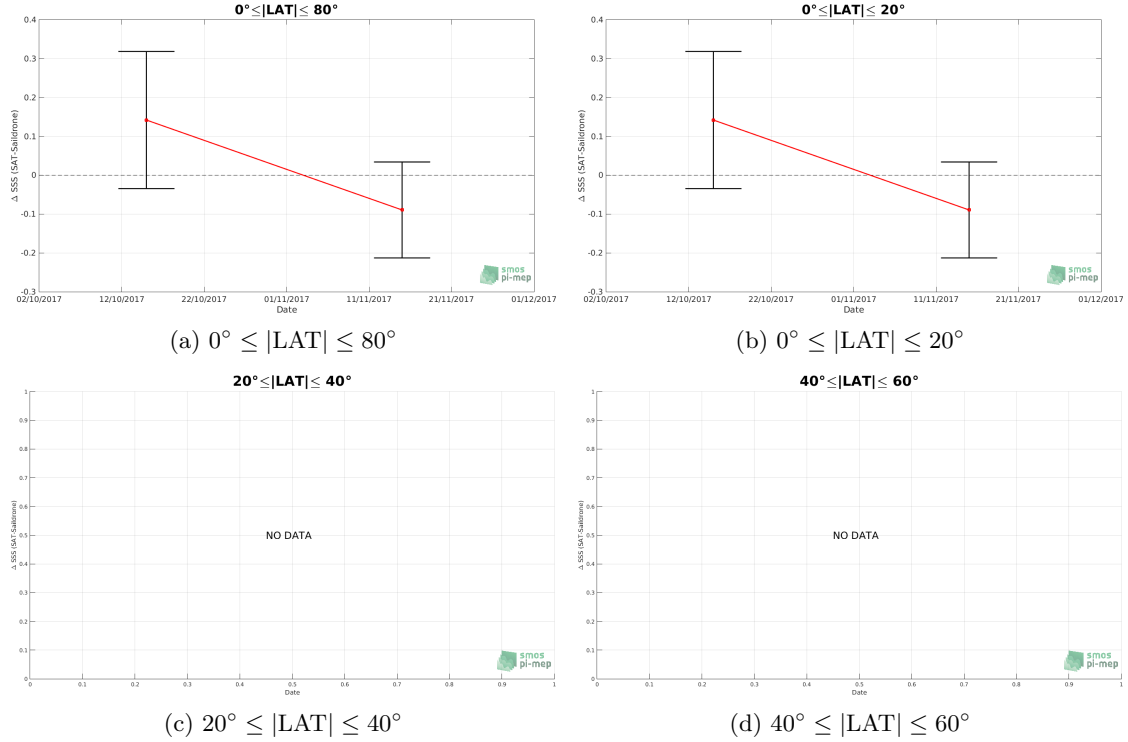 0°≤|LAT|≤ 80°
Δ SSS (SAT-Saildrone)
0.4
0.3
0.2
0.1
0
-0.1
-0.2
-0.3
02/10/2017 12/10/2017 22/10/2017 01/11/2017 11/11/2017 21/11/2017 01/12/2017
Date
smos
pi-mep
(a) 0° ≤ |LAT| ≤ 80°
0°≤|LAT|≤ 20°
Δ SSS (SAT-Saildrone)
0.4
0.3
0.2
0.1
0
-0.1
-0.2
-0.3
02/10/2017 12/10/2017 22/10/2017 01/11/2017 11/11/2017 21/11/2017 01/12/2017
Date
smos
pi-mep
(b) 0° ≤ |LAT| ≤ 20°
20°≤|LAT|≤ 40°
Δ SSS (SAT-Saildrone)
1
0.9
0.8
0.7
0.6
0.5
0.4
0.3
0.2
0.1
0
NO DATA
0 0.1 0.2 0.3 0.4 0.5 0.6 0.7 0.8 0.9 1
Date
smos
pi-mep
(c) 20° ≤ |LAT| ≤ 40°
40°≤|LAT|≤ 60°
Δ SSS (SAT-Saildrone)
1
0.9
0.8
0.7
0.6
0.5
0.4
0.3
0.2
0.1
0
NO DATA
0 0.1 0.2 0.3 0.4 0.5 0.6 0.7 0.8 0.9 1
Date
smos
pi-mep
(d) 40° ≤ |LAT| ≤ 60°